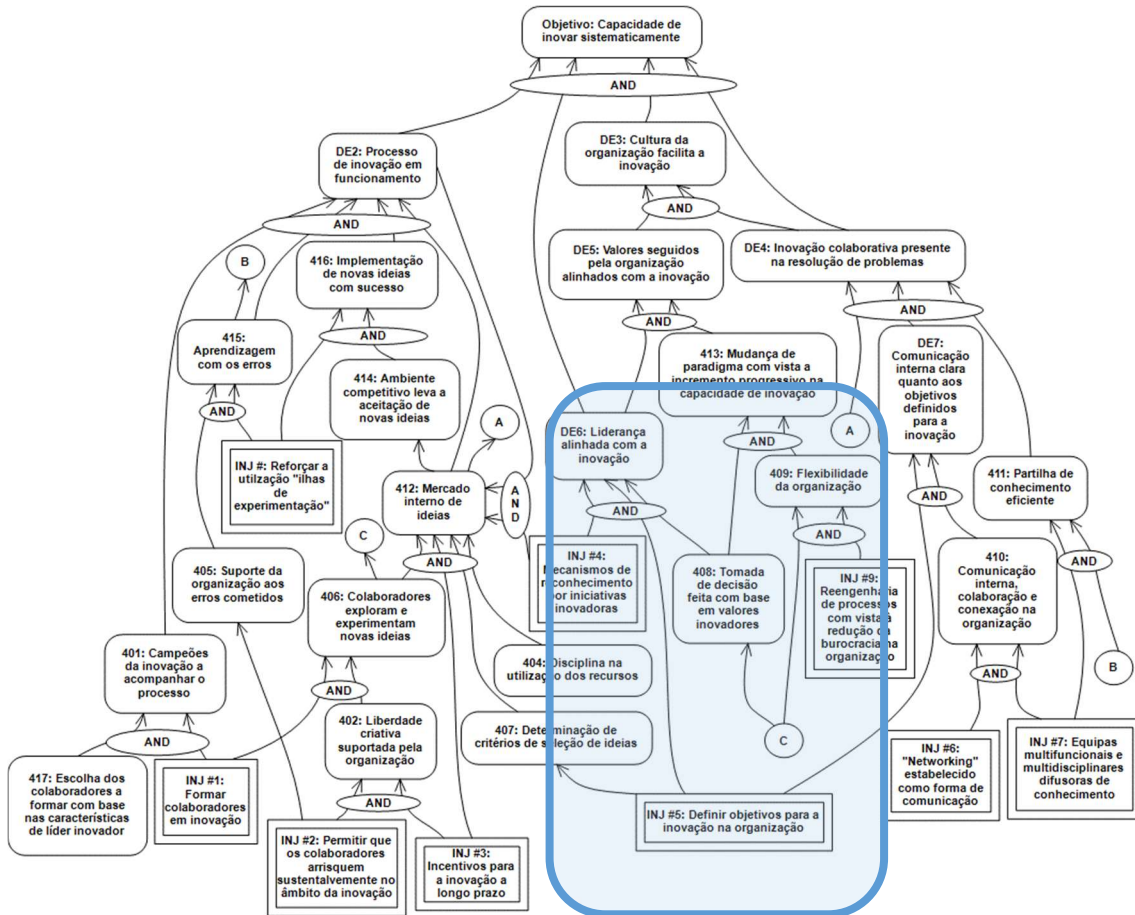 Objetivo: Capacidade de
inovar sistematicamente
AND
DE2: Processo
de inovação em
funcionamento
DE3: Cultura da
organização facilita a
inovação
AND
AND
B
416: Implementação
de novas ideias
com sucesso
DE5: Valores seguidos
pela organização
alinhados com a inovação
DE4: Inovação colaborativa presente
na resolução de problemas
415:
Aprendizagem
com os erros
AND
AND
AND
414: Ambiente
competitivo leva a
aceitação de
novas ideias
413: Mudança de
paradigma com vista a
incremento progressivo na
capacidade de inovação
DE7:
Comunicação
interna clara
quanto aos
objetivos
definidos
para a
inovação
AND
A
DE6: Liderança
alinhada com a
inovação
AND
A
INJ #: Reforçar a
utilzação "ilhas
de experimentação"
412: Mercado
interno de
ideias
A
N
D
409: Flexibilidade
da organização
411: Partilha de
conhecimento
eficiente
C
AND
AND
AND
AND
AND
405: Suporte da
organização aos
erros cometidos
406: Colaboradores
exploram e
experimentam
novas ideias
INJ #4:
Mecanismos de
reconhecimento
por iniciativas
inovadoras
408: Tomada
de decisão
feita com base
em valores
inovadores
INJ #9:
Reengenharia
de processos
com vista à
redução da
burocracia na
organização
410:
Comunicação
interna,
colaboração e
conexação na
organização
401: Campeões
da inovação a
acompanhar o
processo
AND
404: Disciplina na
utilização dos recursos
AND
B
402: Liberdade
criativa
suportada pela
organização
407: Determinação de
critérios de seleção de ideias
C
AND
417: Escolha dos
colaboradores a
formar com base
nas características
de líder inovador
INJ #1:
Formar
colaboradores
em inovação
AND
INJ #5: Definir objetivos para a
inovação na organização
INJ #6:
"Networking"
estabelecido
como forma de
comunicação
INJ #7: Equipas
multifuncionais e
multidisciplinares
difusoras de
conhecimento
INJ #2: Permitir que
os colaboradores
arrisquem
sustentalvemente no
âmbito da inovação
INJ #3:
Incentivos para
a inovação a
longo prazo